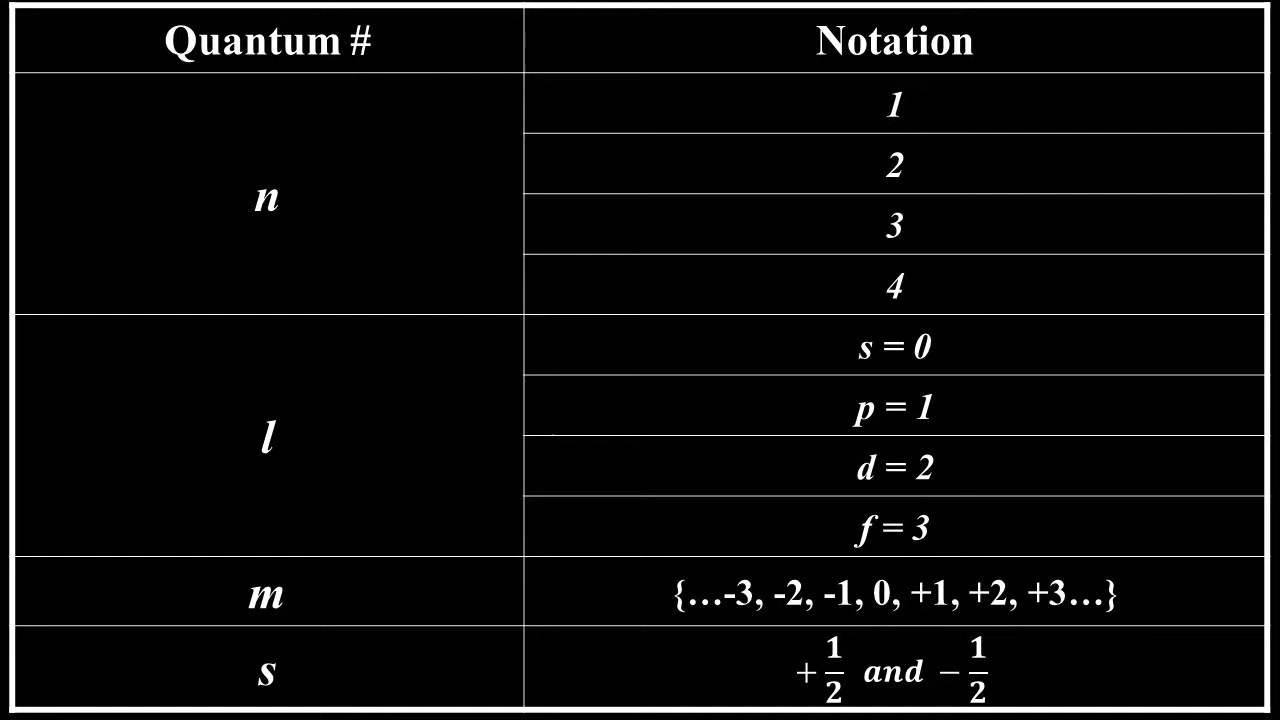 Quantum # Notation
n
1
2
3
4
l
s = 0
p = 1
d = 2
f = 3
m {…-3, -2, -1, 0, +1, +2, +3…}
s +1/2 and −1/2